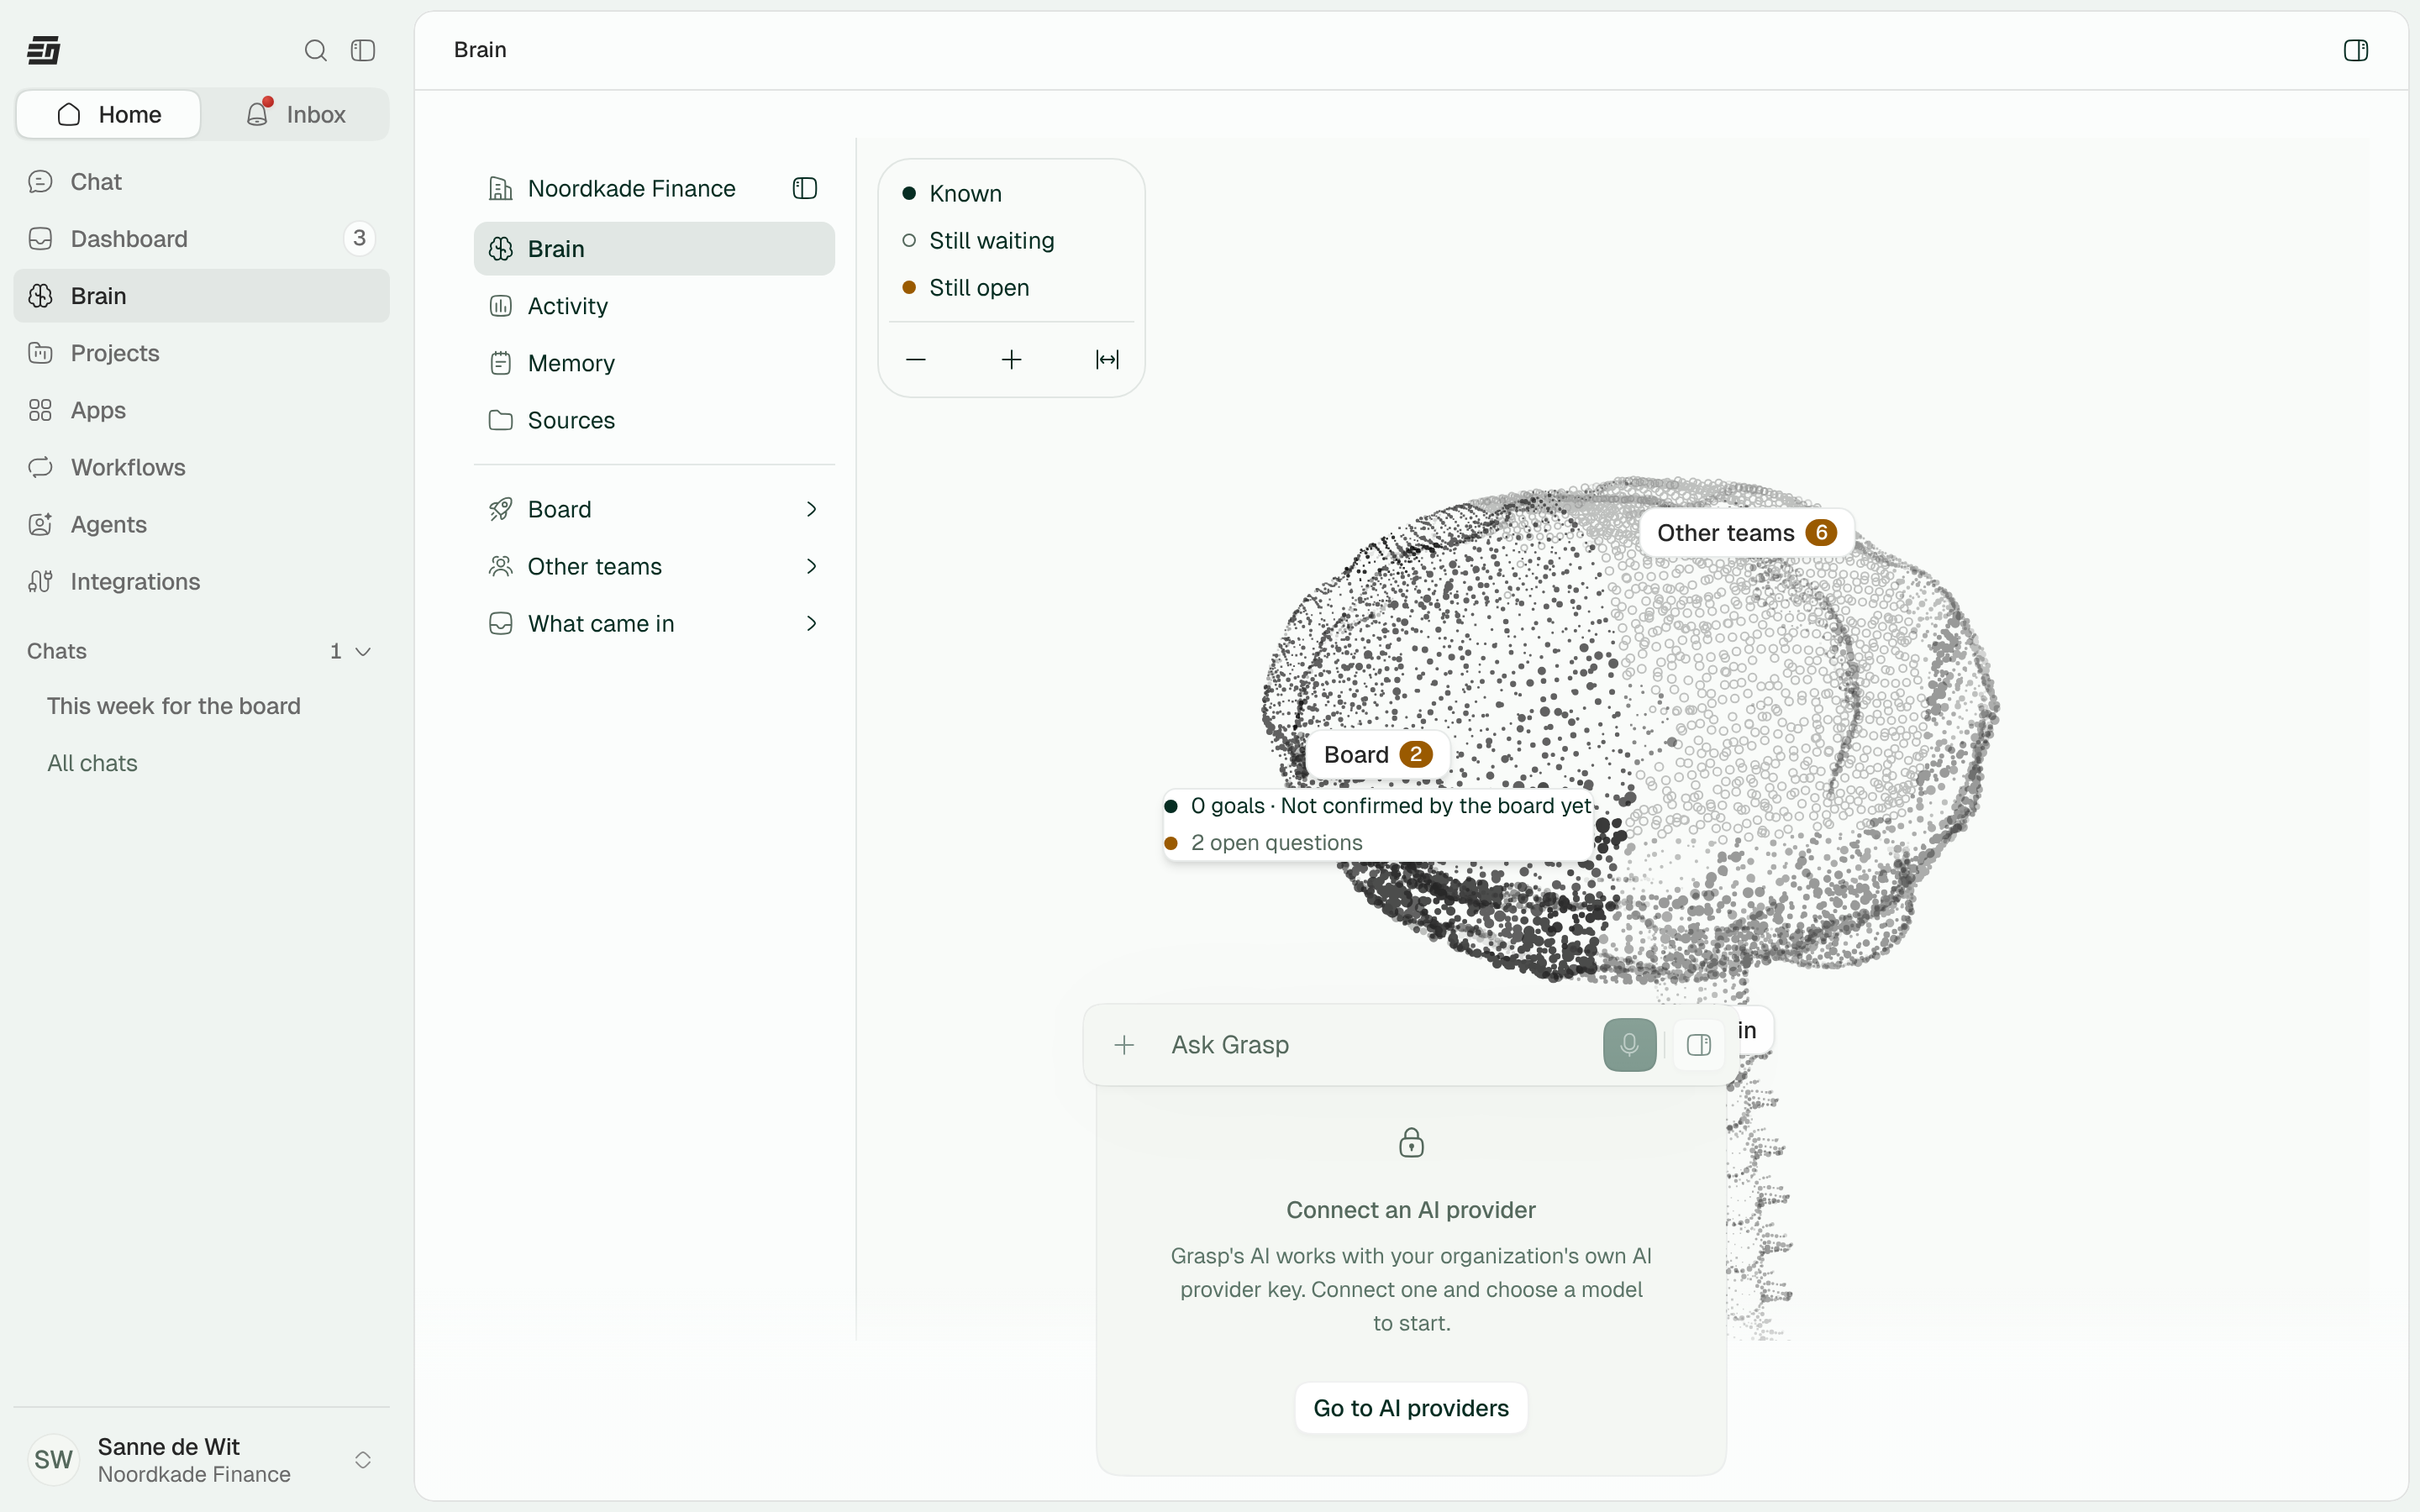 Home
Inbox
Chat
Dashboard
3
Brain
Projects
Apps
Workflows
Agents
Integrations
Chats
1
This week for the board
All chats
SW
Sanne de Wit
Noordkade Finance
Brain
Noordkade Finance
Brain
Activity
Memory
Sources
Board
Other teams
What came in
Known
Still waiting
Still open
Other teams 6
Board 2
0 goals · Not confirmed by the board yet
2 open questions
in
Ask Grasp
Connect an AI provider
Grasp's AI works with your organization's own AI
provider key. Connect one and choose a model
to start.
Go to AI providers